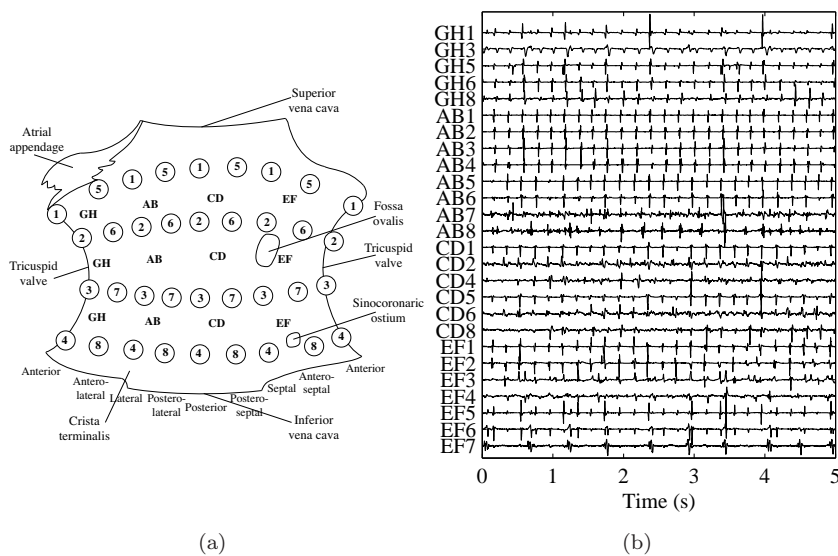 Superior
vena cava
Atrial
appendage
1 5 1 5 1 5 1 5 1
GH AB CD EF
Fossa
ovalis
2 6 2 6 2 6 2 6 2
GH AB CD EF
Tricuspid
valve
Tricuspid
valve
3 7 3 7 3 7 3 7 3
Sinocoronaric
ostium
GH AB CD EF
4 8 4 8 4 8 4 8 4
Anterior
Antero-
lateral
Lateral
Postero-
lateral
Posterior
Postero-
septal
Septal
Antero-
septal
Anterior
Crista
terminalis
Inferior
vena cava
(a)
GH1
GH3
GH5
GH6
GH8
AB1
AB2
AB3
AB4
AB5
AB6
AB7
AB8
CD1
CD2
CD4
CD5
CD6
CD8
EF1
EF2
EF3
EF4
EF5
EF6
EF7
0 1 2 3 4 5
Time (s)
(b)